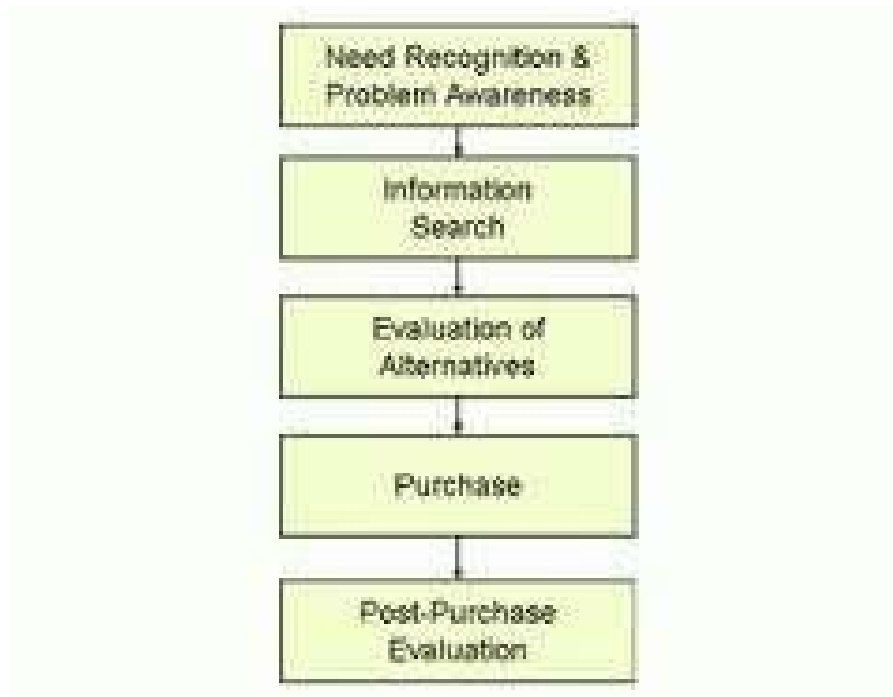 Need Recognition &
Problem Awareness
Information
Search
Evaluation of
Alternatives
Purchase
Post-Purchase
Evaluation